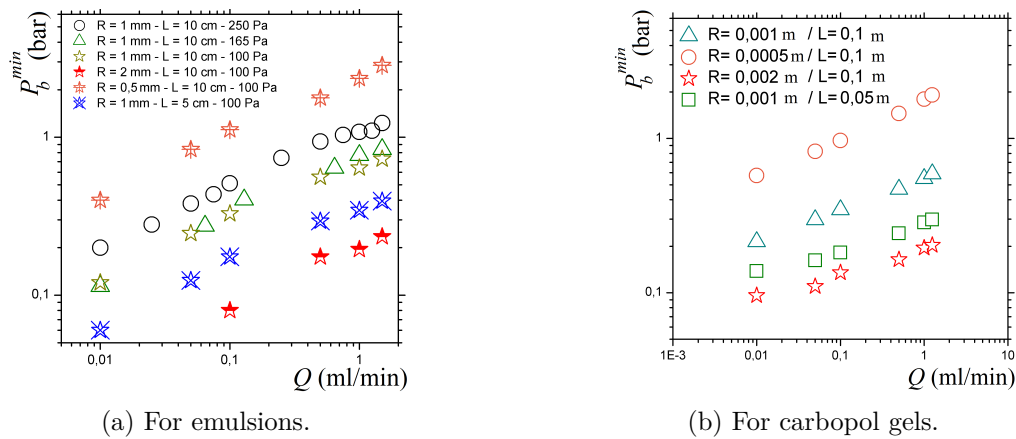 R = 1 mm - L = 10 cm - 250 Pa
R = 1 mm - L = 10 cm - 165 Pa
R = 1 mm - L = 10 cm - 100 Pa
R = 2 mm - L = 10 cm - 100 Pa
R = 0,5 mm - L = 10 cm - 100 Pa
R = 1 mm - L = 5 cm - 100 Pa
P_b^min (bar)
1
0,1
0,01 0,1 1
Q (ml/min)
(a) For emulsions.
R= 0,001 m / L= 0,1 m
R= 0,0005 m / L= 0,1 m
R= 0,002 m / L= 0,1 m
R= 0,001 / L= 0,05 m
P_b^min (bar)
1
0,1
1E-3 0,01 0,1 1 10
Q (ml/min)
(b) For carbopol gels.